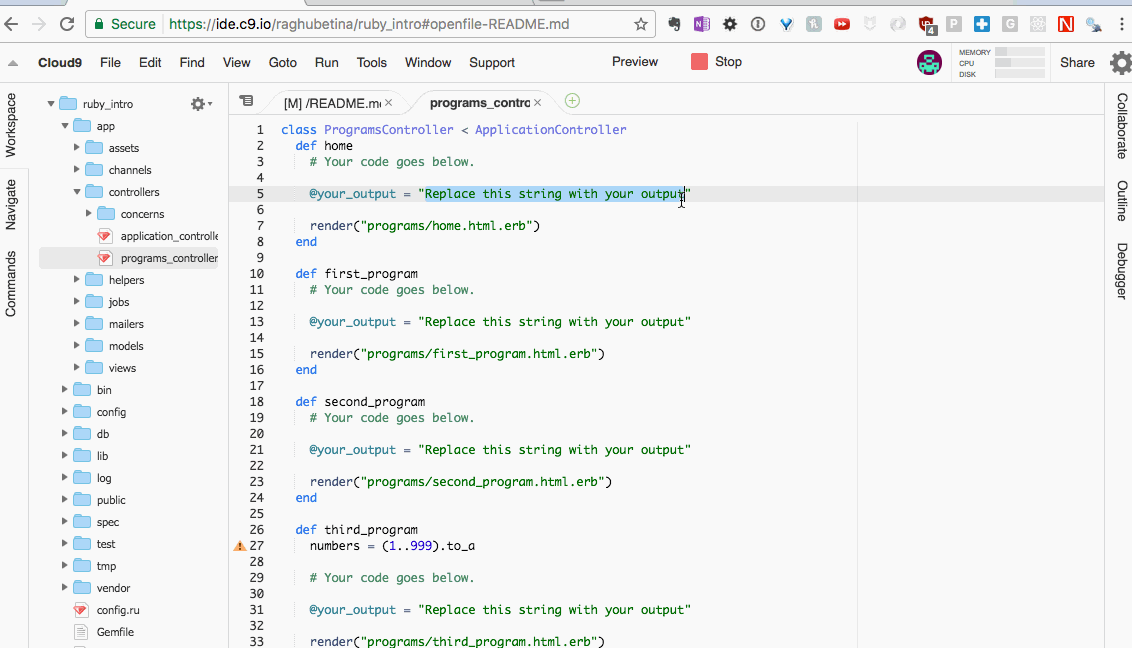 Secure https://ide.c9.io/raghubetina/ruby_intro#openfile-README.md
4 P G N
Cloud9 File Edit Find View Goto Run Tools Window Support Preview Stop MEMORY CPU DISK Share
Workspace
Navigate
Commands
ruby_intro
app
assets
channels
controllers
concerns
application_controlle
programs_controller
helpers
jobs
mailers
models
views
bin
config
db
lib
log
public
spec
test
tmp
vendor
config.ru
Gemfile
[M] /README.m programs_contro
1 class ProgramsController < ApplicationController
2 def home
3 # Your code goes below.
4
5 @your_output = "Replace this string with your output"
6
7 render("programs/home.html.erb")
8 end
9
10 def first_program
11 # Your code goes below.
12
13 @your_output = "Replace this string with your output"
14
15 render("programs/first_program.html.erb")
16 end
17
18 def second_program
19 # Your code goes below.
20
21 @your_output = "Replace this string with your output"
22
23 render("programs/second_program.html.erb")
24 end
25
26 def third_program
27 numbers = (1..999).to_a
28
29 # Your code goes below.
30
31 @your_output = "Replace this string with your output"
32
33 render("programs/third_program.html.erb")
Collaborate
Outline
Debugger